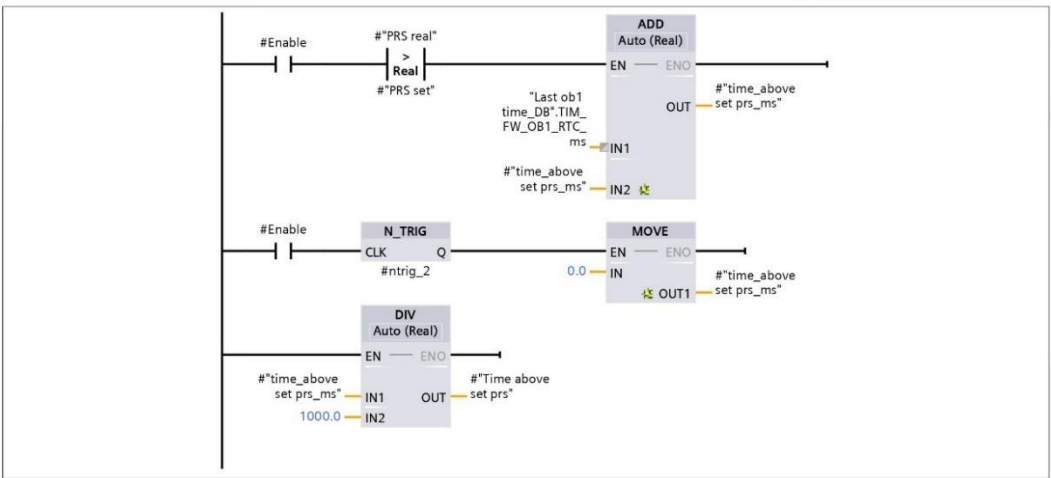 #Enable
#"PRS real"
>
Real
#"PRS set"
ADD
Auto (Real)
EN
ENO
"Last ob1
time_DB".TIM_
FW_OB1_RTC_
ms
IN1
#"time_above
set prs_ms"
IN2
OUT
#"time_above
set prs_ms"
#Enable
N_TRIG
CLK
Q
#ntrig_2
MOVE
EN
ENO
0.0
IN
OUT1
#"time_above
set prs_ms"
DIV
Auto (Real)
EN
ENO
#"time_above
set prs_ms"
IN1
1000.0
IN2
OUT
#"Time above
set prs"